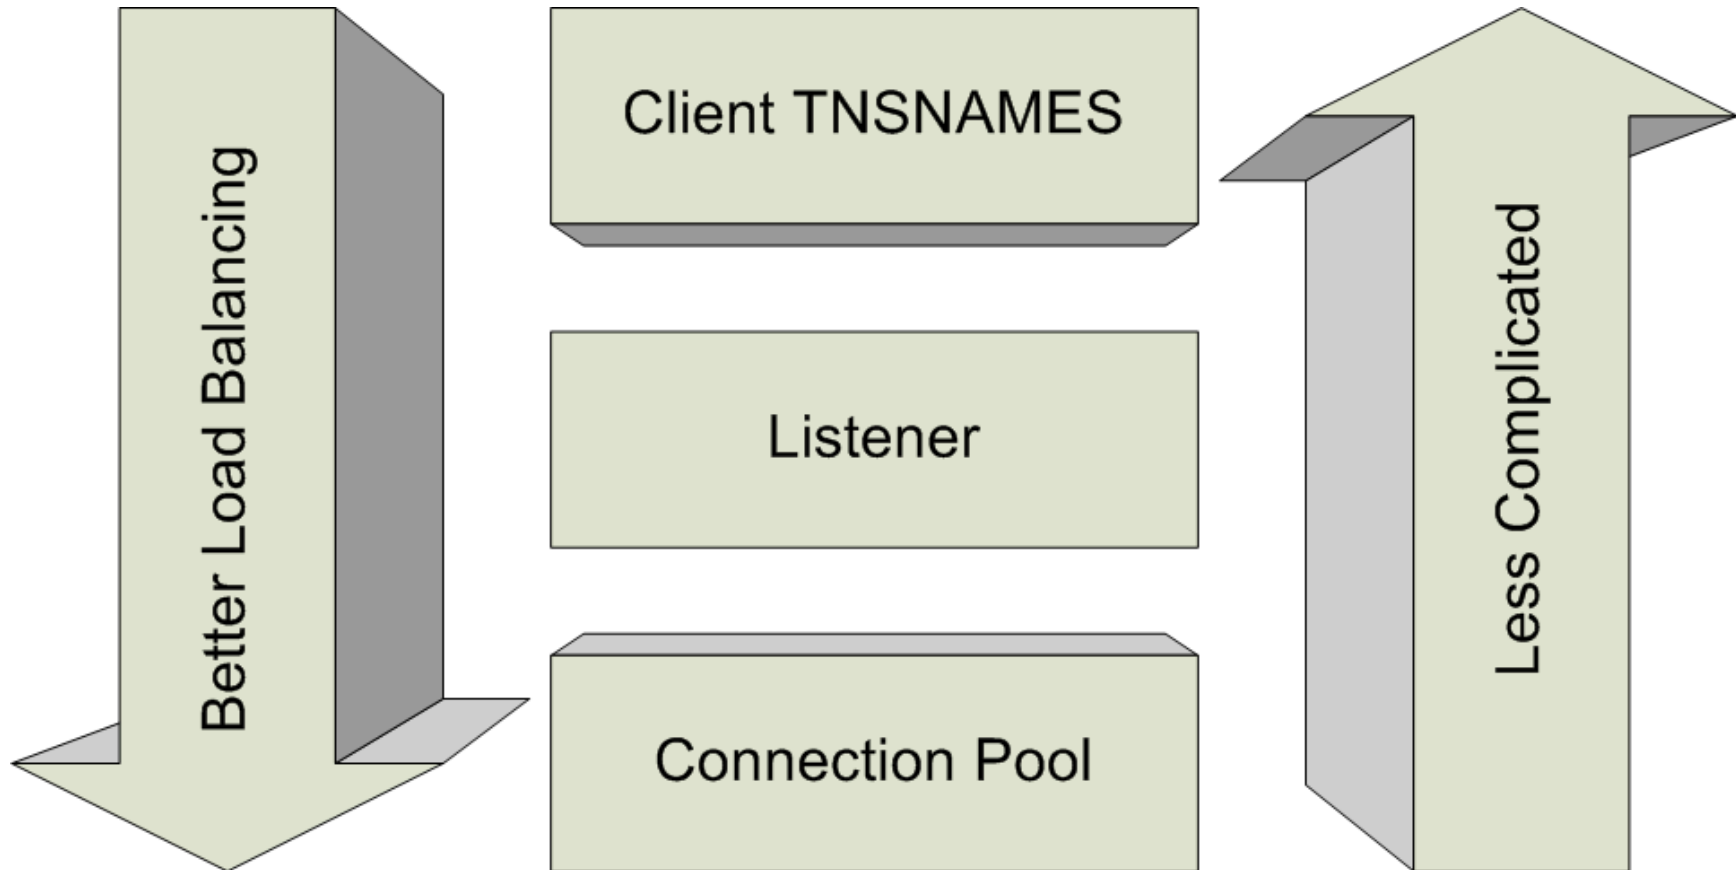 Better Load Balancing
Client TNSNAMES
Listener
Connection Pool
Less Complicated